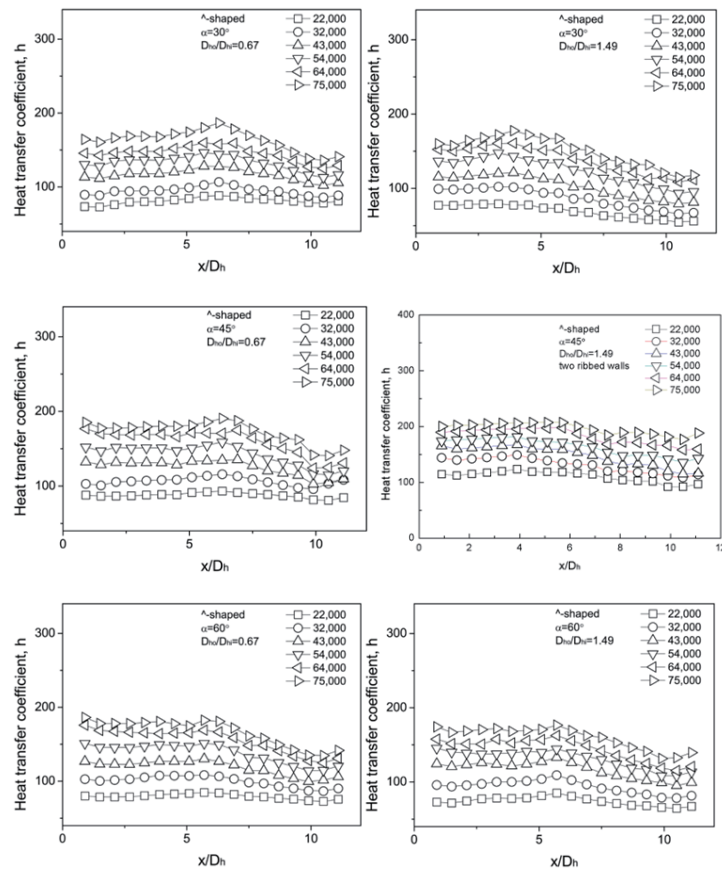 ^-shaped
α=30°
Dho/Dhi=0.67
22,000
32,000
43,000
54,000
64,000
75,000
300
200
100
0
5
10
Heat transfer coefficient, h
x/Dh
^-shaped
α=30°
Dho/Dhi=1.49
22,000
32,000
43,000
54,000
64,000
75,000
300
200
100
0
5
10
Heat transfer coefficient, h
x/Dh
^-shaped
α=45°
Dho/Dhi=0.67
22,000
32,000
43,000
54,000
64,000
75,000
300
200
100
0
5
10
Heat transfer coefficient, h
x/Dh
^-shaped
α=45°
Dho/Dhi=1.49
two ribbed walls
22,000
32,000
43,000
54,000
64,000
75,000
400
300
200
100
0
0
2
4
6
8
10
12
Heat transfer coefficient, h
x/Dh
^-shaped
α=60°
Dho/Dhi=0.67
22,000
32,000
43,000
54,000
64,000
75,000
300
200
100
0
5
10
Heat transfer coefficient, h
x/Dh
^-shaped
α=60°
Dho/Dhi=1.49
22,000
32,000
43,000
54,000
64,000
75,000
300
200
100
0
5
10
Heat transfer coefficient, h
x/Dh